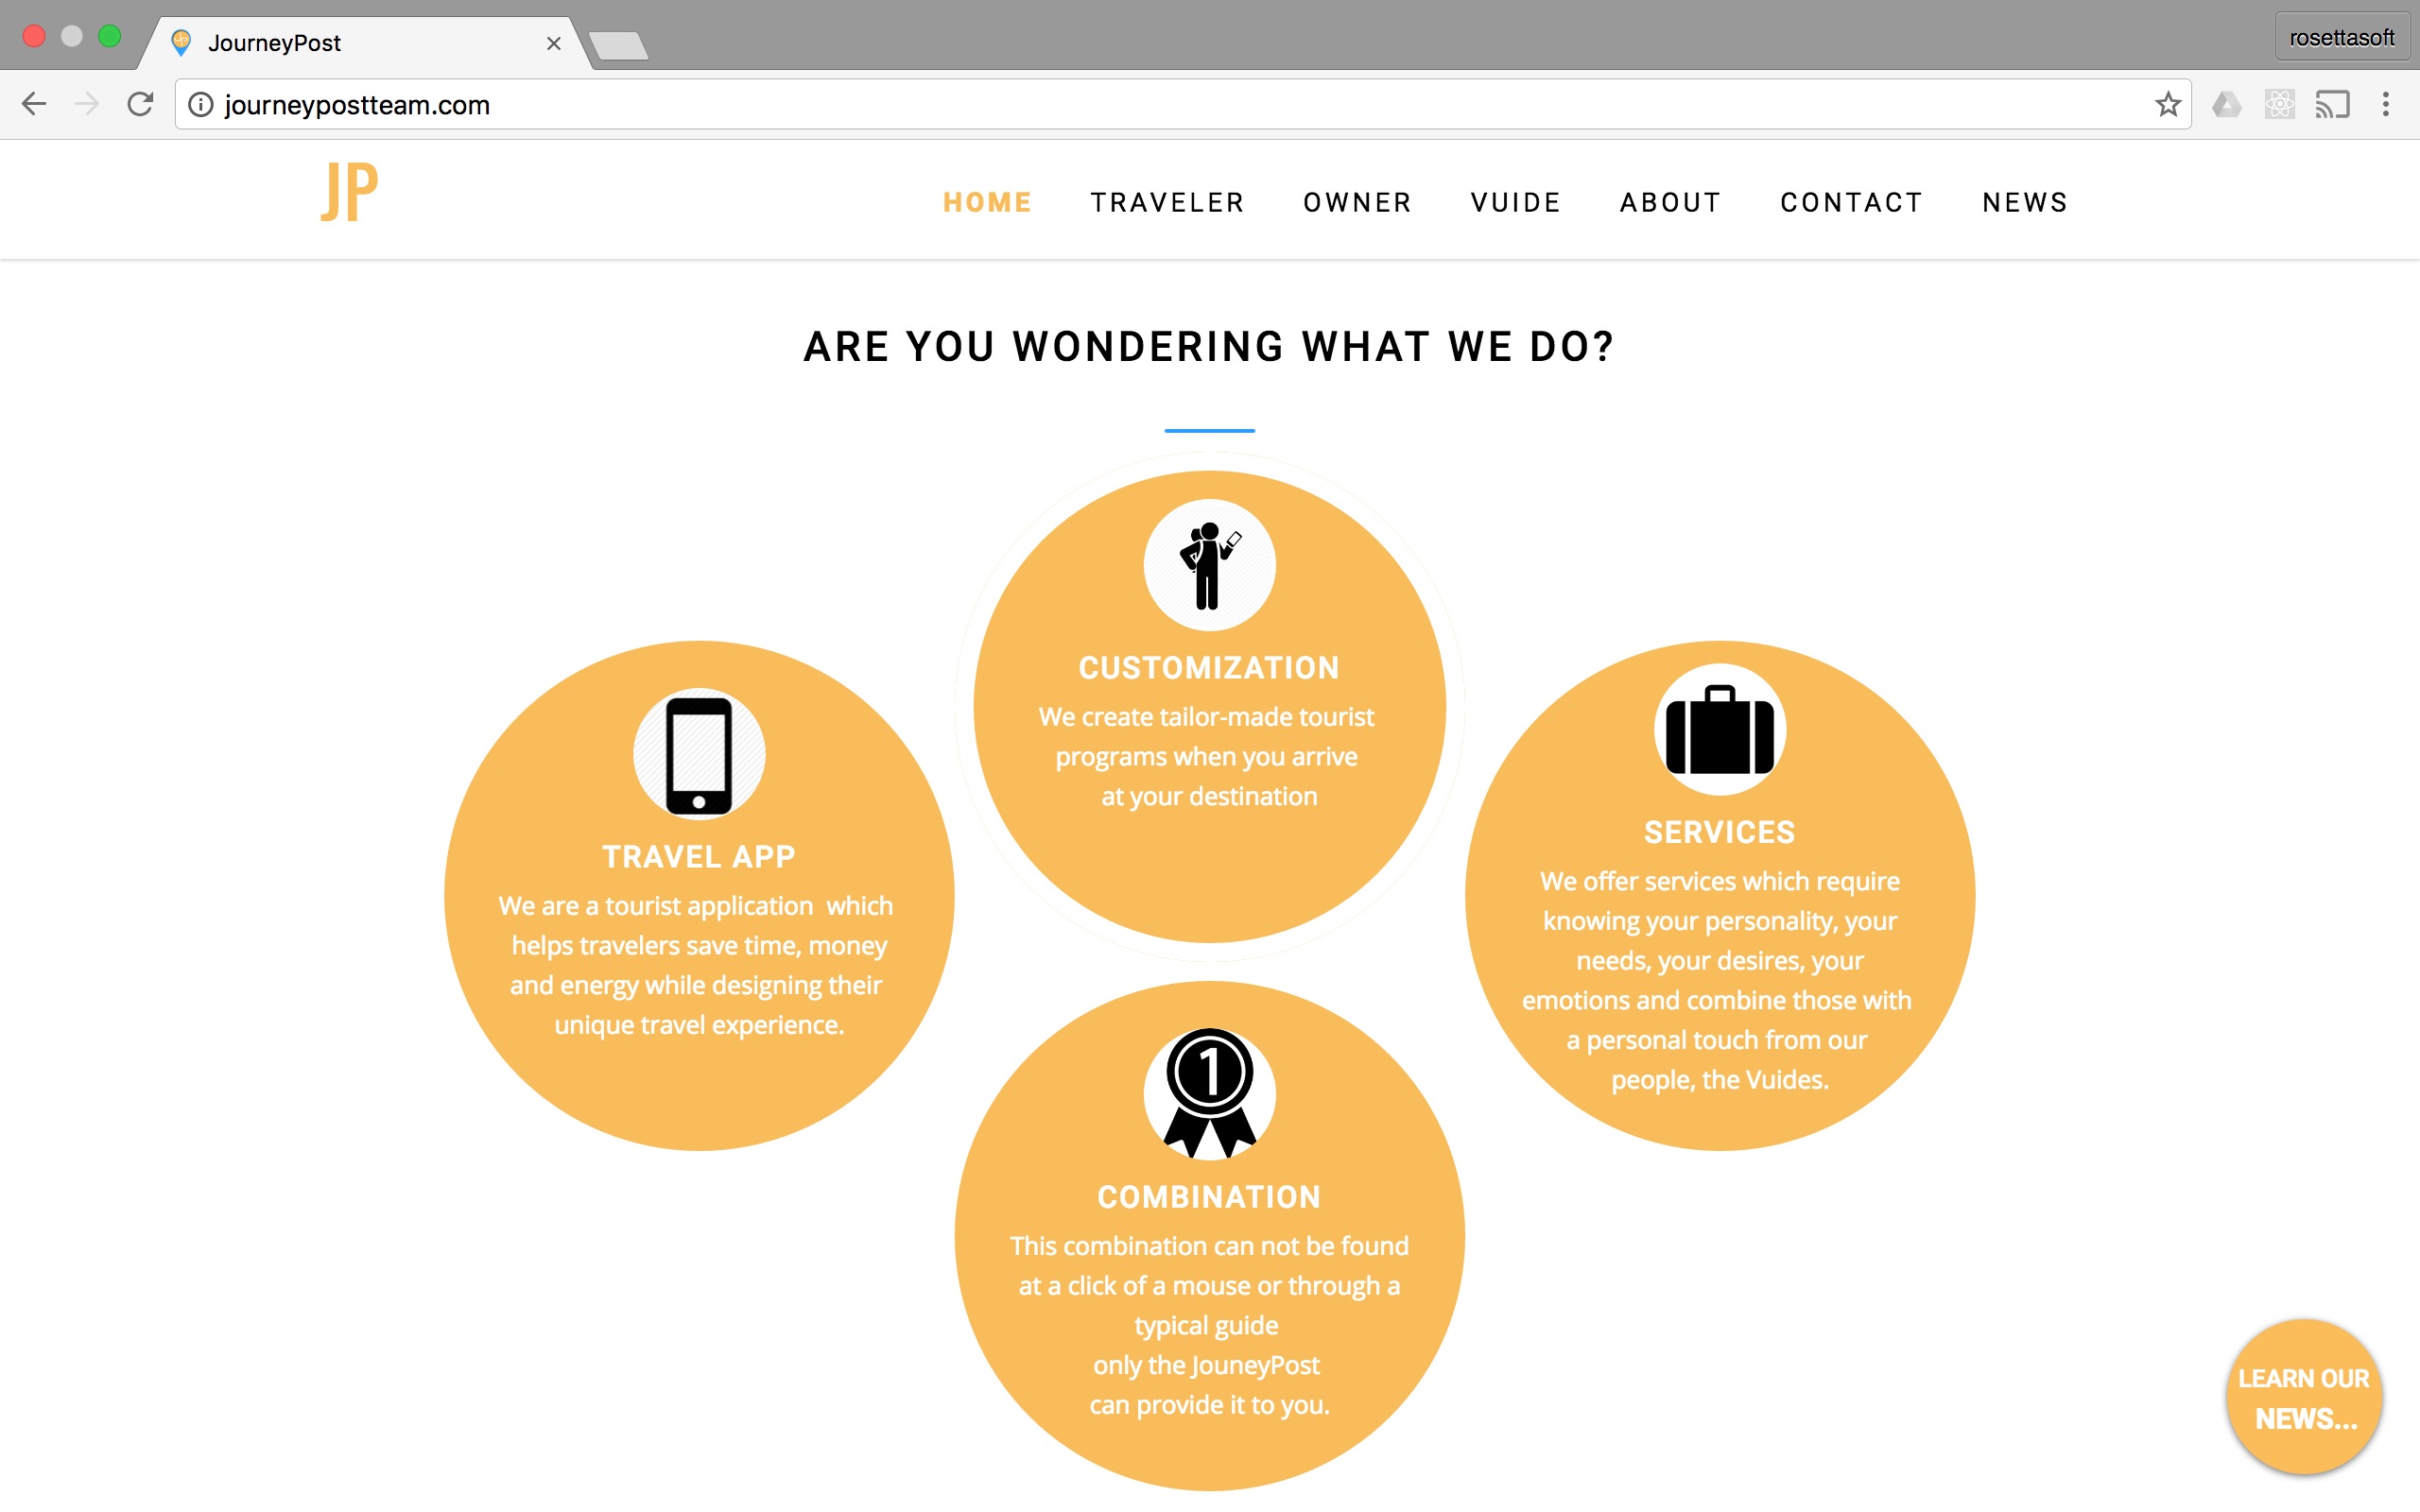 JourneyPost
rosettasoft
journeypostteam.com
JP
HOME TRAVELER OWNER VUIDE ABOUT CONTACT NEWS
ARE YOU WONDERING WHAT WE DO?
CUSTOMIZATION
We create tailor-made tourist
programs when you arrive
at your destination
TRAVEL APP
We are a tourist application which
helps travelers save time, money
and energy while designing their
unique travel experience.
SERVICES
We offer services which require
knowing your personality, your
needs, your desires, your
emotions and combine those with
a personal touch from our
people, the Vuides.
1
COMBINATION
This combination can not be found
at a click of a mouse or through a
typical guide
only the JouneyPost
can provide it to you.
LEARN OUR
NEWS...